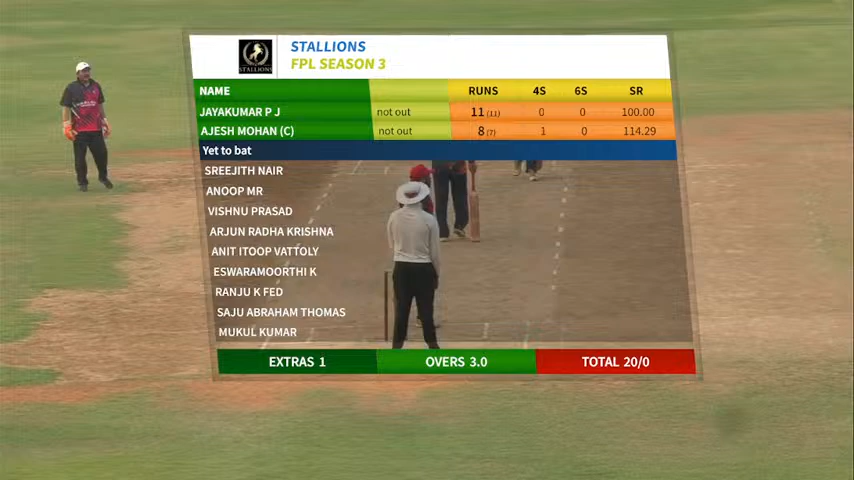 STALLIONS
STALLIONS
FPL SEASON 3
NAME RUNS 4S 6S SR
JAYAKUMAR P J not out 11 (11) 0 0 100.00
AJESH MOHAN (C) not out 8 (7) 1 0 114.29
Yet to bat
SREEJITH NAIR
ANOOP MR
VISHNU PRASAD
ARJUN RADHA KRISHNA
ANIT ITOOP VATTOLY
ESWARAMOORTHI K
RANJU K FED
SAJU ABRAHAM THOMAS
MUKUL KUMAR
EXTRAS 1 OVERS 3.0 TOTAL 20/0